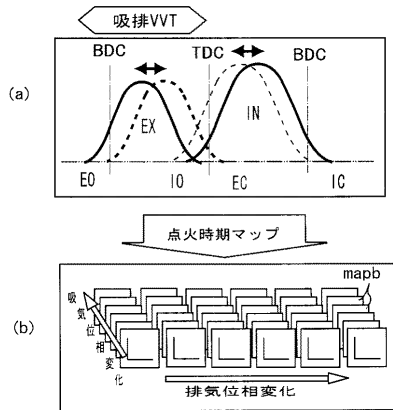 吸排VVT
(a)
BDC TDC BDC
EX IN
EO IO EC IC
点火時期マップ
mapb
(b)
吸気位相変化
排気位相変化